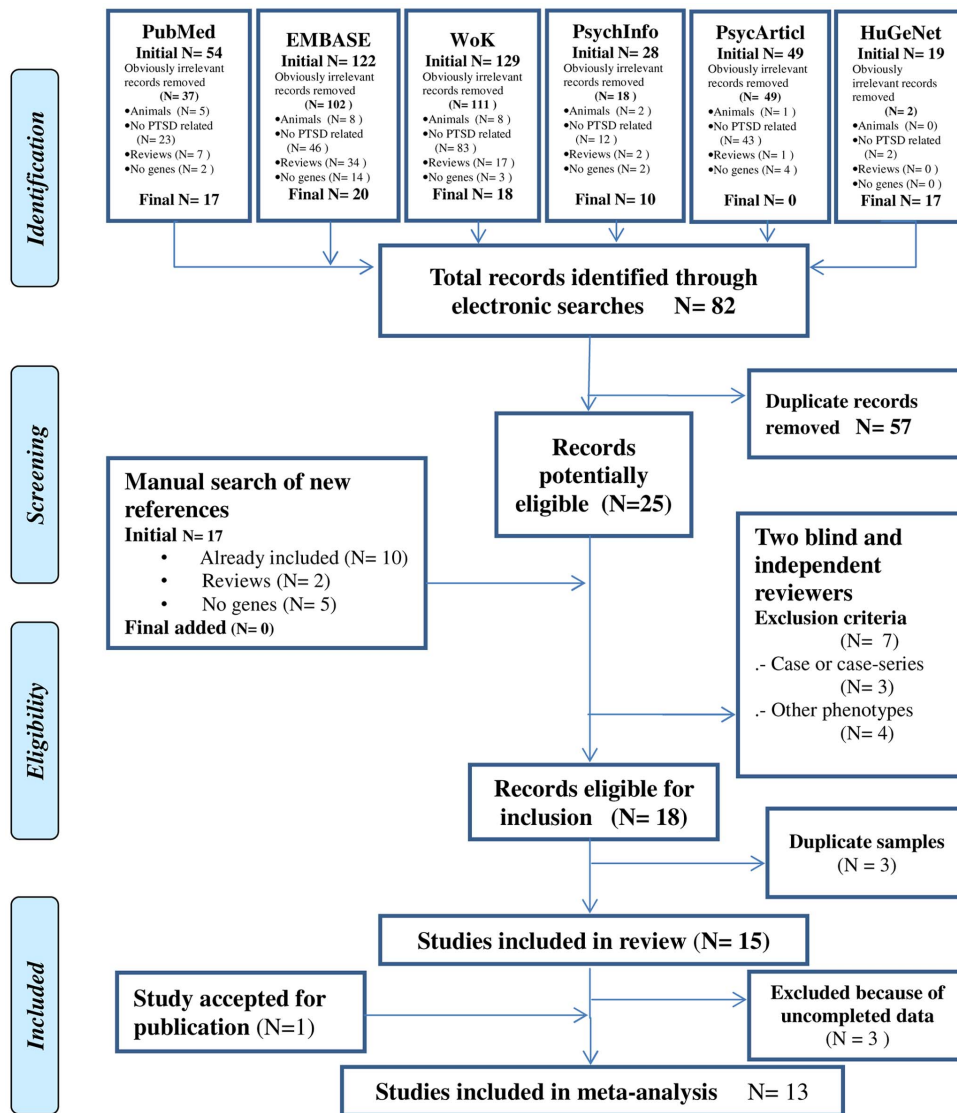 PubMed
Initial N= 54
Obviously irrelevant
records removed
(N= 37)
•Animals (N= 5)
•No PTSD related
(N= 23)
•Reviews (N= 7 )
•No genes (N= 2 )
Final N= 17
EMBASE
Initial N= 122
Obviously irrelevant
records removed
(N= 102 )
•Animals (N= 8 )
•No PTSD related
(N= 46 )
•Reviews (N= 34 )
•No genes (N= 14 )
Final N= 20
WoK
Initial N= 129
Obviously irrelevant
records removed
(N= 111 )
•Animals (N= 8 )
•No PTSD related
(N= 83 )
•Reviews (N= 17 )
•No genes (N= 3 )
Final N= 18
PsychInfo
Initial N= 28
Obviously irrelevant
records removed
(N= 18 )
•Animals (N= 2 )
•No PTSD related
(N= 12 )
•Reviews (N= 2 )
•No genes (N= 2)
Final N= 10
PsycArticl
Initial N= 49
Obviously irrelevant
records removed
(N= 49)
•Animals (N= 1 )
•No PTSD related
(N= 43 )
•Reviews (N= 1 )
•No genes (N= 4 )
Final N= 0
HuGeNet
Initial N= 19
Obviously
irrelevant records
removed
(N= 2)
•Animals (N= 0)
•No PTSD related
(N= 2)
•Reviews (N= 0 )
•No genes (N= 0 )
Final N= 17
Identification
Total records identified through
electronic searches N= 82
Screening
Duplicate records
removed N= 57
Records
potentially
eligible (N=25)
Manual search of new
references
Initial N= 17
• Already included (N= 10)
• Reviews (N= 2)
• No genes (N= 5)
Final added (N= 0)
Two blind and
independent
reviewers
Exclusion criteria
(N= 7)
.- Case or case-series
(N= 3)
.- Other phenotypes
(N= 4)
Eligibility
Records eligible for
inclusion (N= 18)
Duplicate samples
(N = 3)
Included
Studies included in review (N= 15)
Study accepted for
publication (N=1)
Excluded because of
uncompleted data
(N = 3 )
Studies included in meta-analysis N= 13